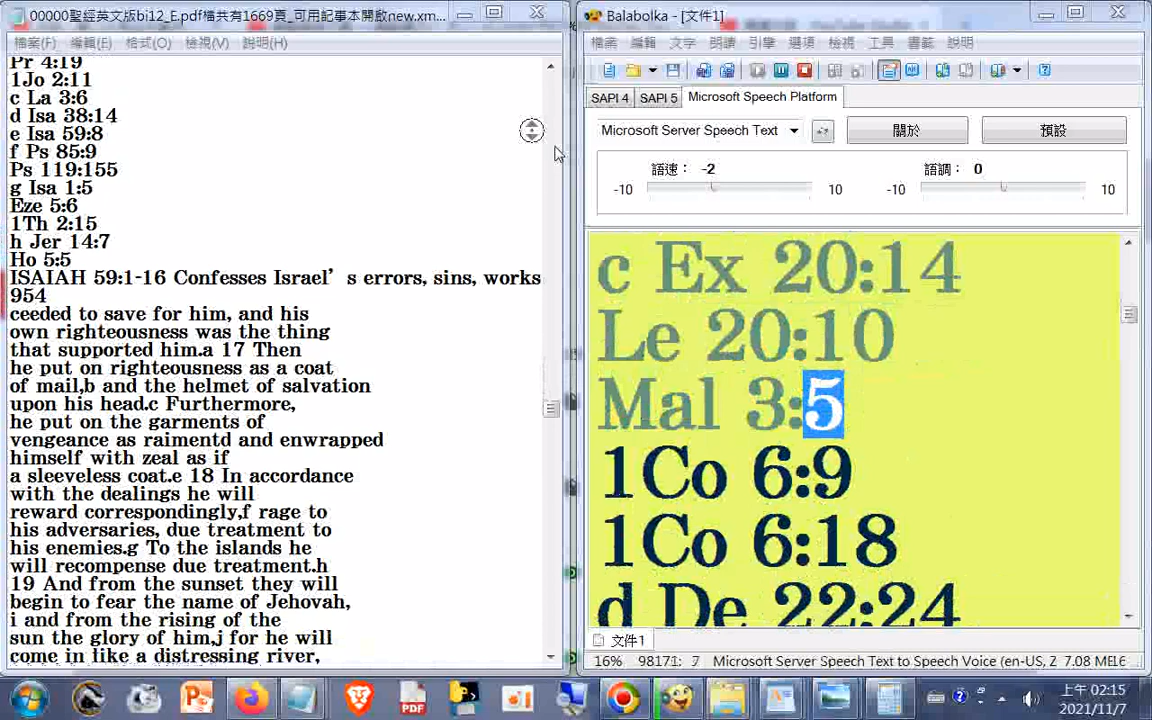 00000聖經英文版bi12_E.pdf檔共有1669頁_可用記事本開啟new.xm...
檔案(F) 編輯(E) 格式(O) 檢視(V) 說明(H)
Pr 4:19
1Jo 2:11
c La 3:6
d Isa 38:14
e Isa 59:8
f Ps 85:9
Ps 119:155
g Isa 1:5
Eze 5:6
1Th 2:15
h Jer 14:7
Ho 5:5
ISAIAH 59:1-16 Confesses Israel’s errors, sins, works
954
ceeded to save for him, and his
own righteousness was the thing
that supported him.a 17 Then
he put on righteousness as a coat
of mail,b and the helmet of salvation
upon his head.c Furthermore,
he put on the garments of
vengeance as raimentd and enwrapped
himself with zeal as if
a sleeveless coat.e 18 In accordance
with the dealings he will
reward correspondingly,f rage to
his adversaries, due treatment to
his enemies.g To the islands he
will recompense due treatment.h
19 And from the sunset they will
begin to fear the name of Jehovah,
i and from the rising of the
sun the glory of him,j for he will
come in like a distressing river,
Balabolka - [文件1]
檔案 編輯 文字 朗讀 引擎 選項 檢視 工具 書籤 說明
SAPI 4 SAPI 5 Microsoft Speech Platform
Microsoft Server Speech Text 關於 預設
語速： -2 語調： 0
-10 10 -10 10
c Ex 20:14
Le 20:10
Mal 3:5
1Co 6:9
1Co 6:18
d De 22:24
文件1
16% 98171: 7 Microsoft Server Speech Text to Speech Voice (en-US, 7.08 ME
上午 02:15
2021/11/7